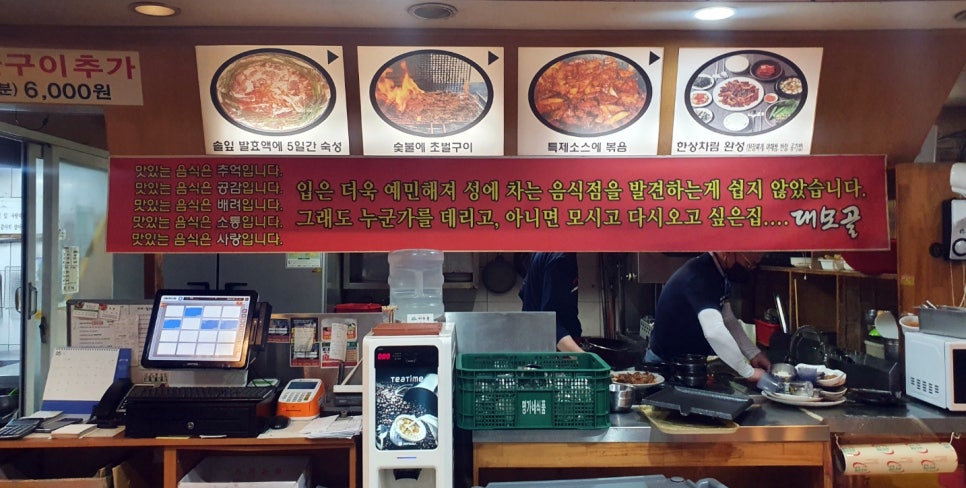 구이추가
분) 6,000원
솔잎 발효액에 5일간 숙성
숯불에 초벌구이
특제소스에 볶음
한상차림 완성
맛있는 음식은 추억입니다.
맛있는 음식은 공감입니다.
맛있는 음식은 배려입니다.
맛있는 음식은 소통입니다.
맛있는 음식은 사랑입니다.
입은 더욱 예민해져 성에 차는 음식점을 발견하는게 쉽지 않았습니다.
그래도 누군가를 데리고, 아니면 모시고 다시오고 싶은집.... 대모골
000
TEATIME
명가네식품